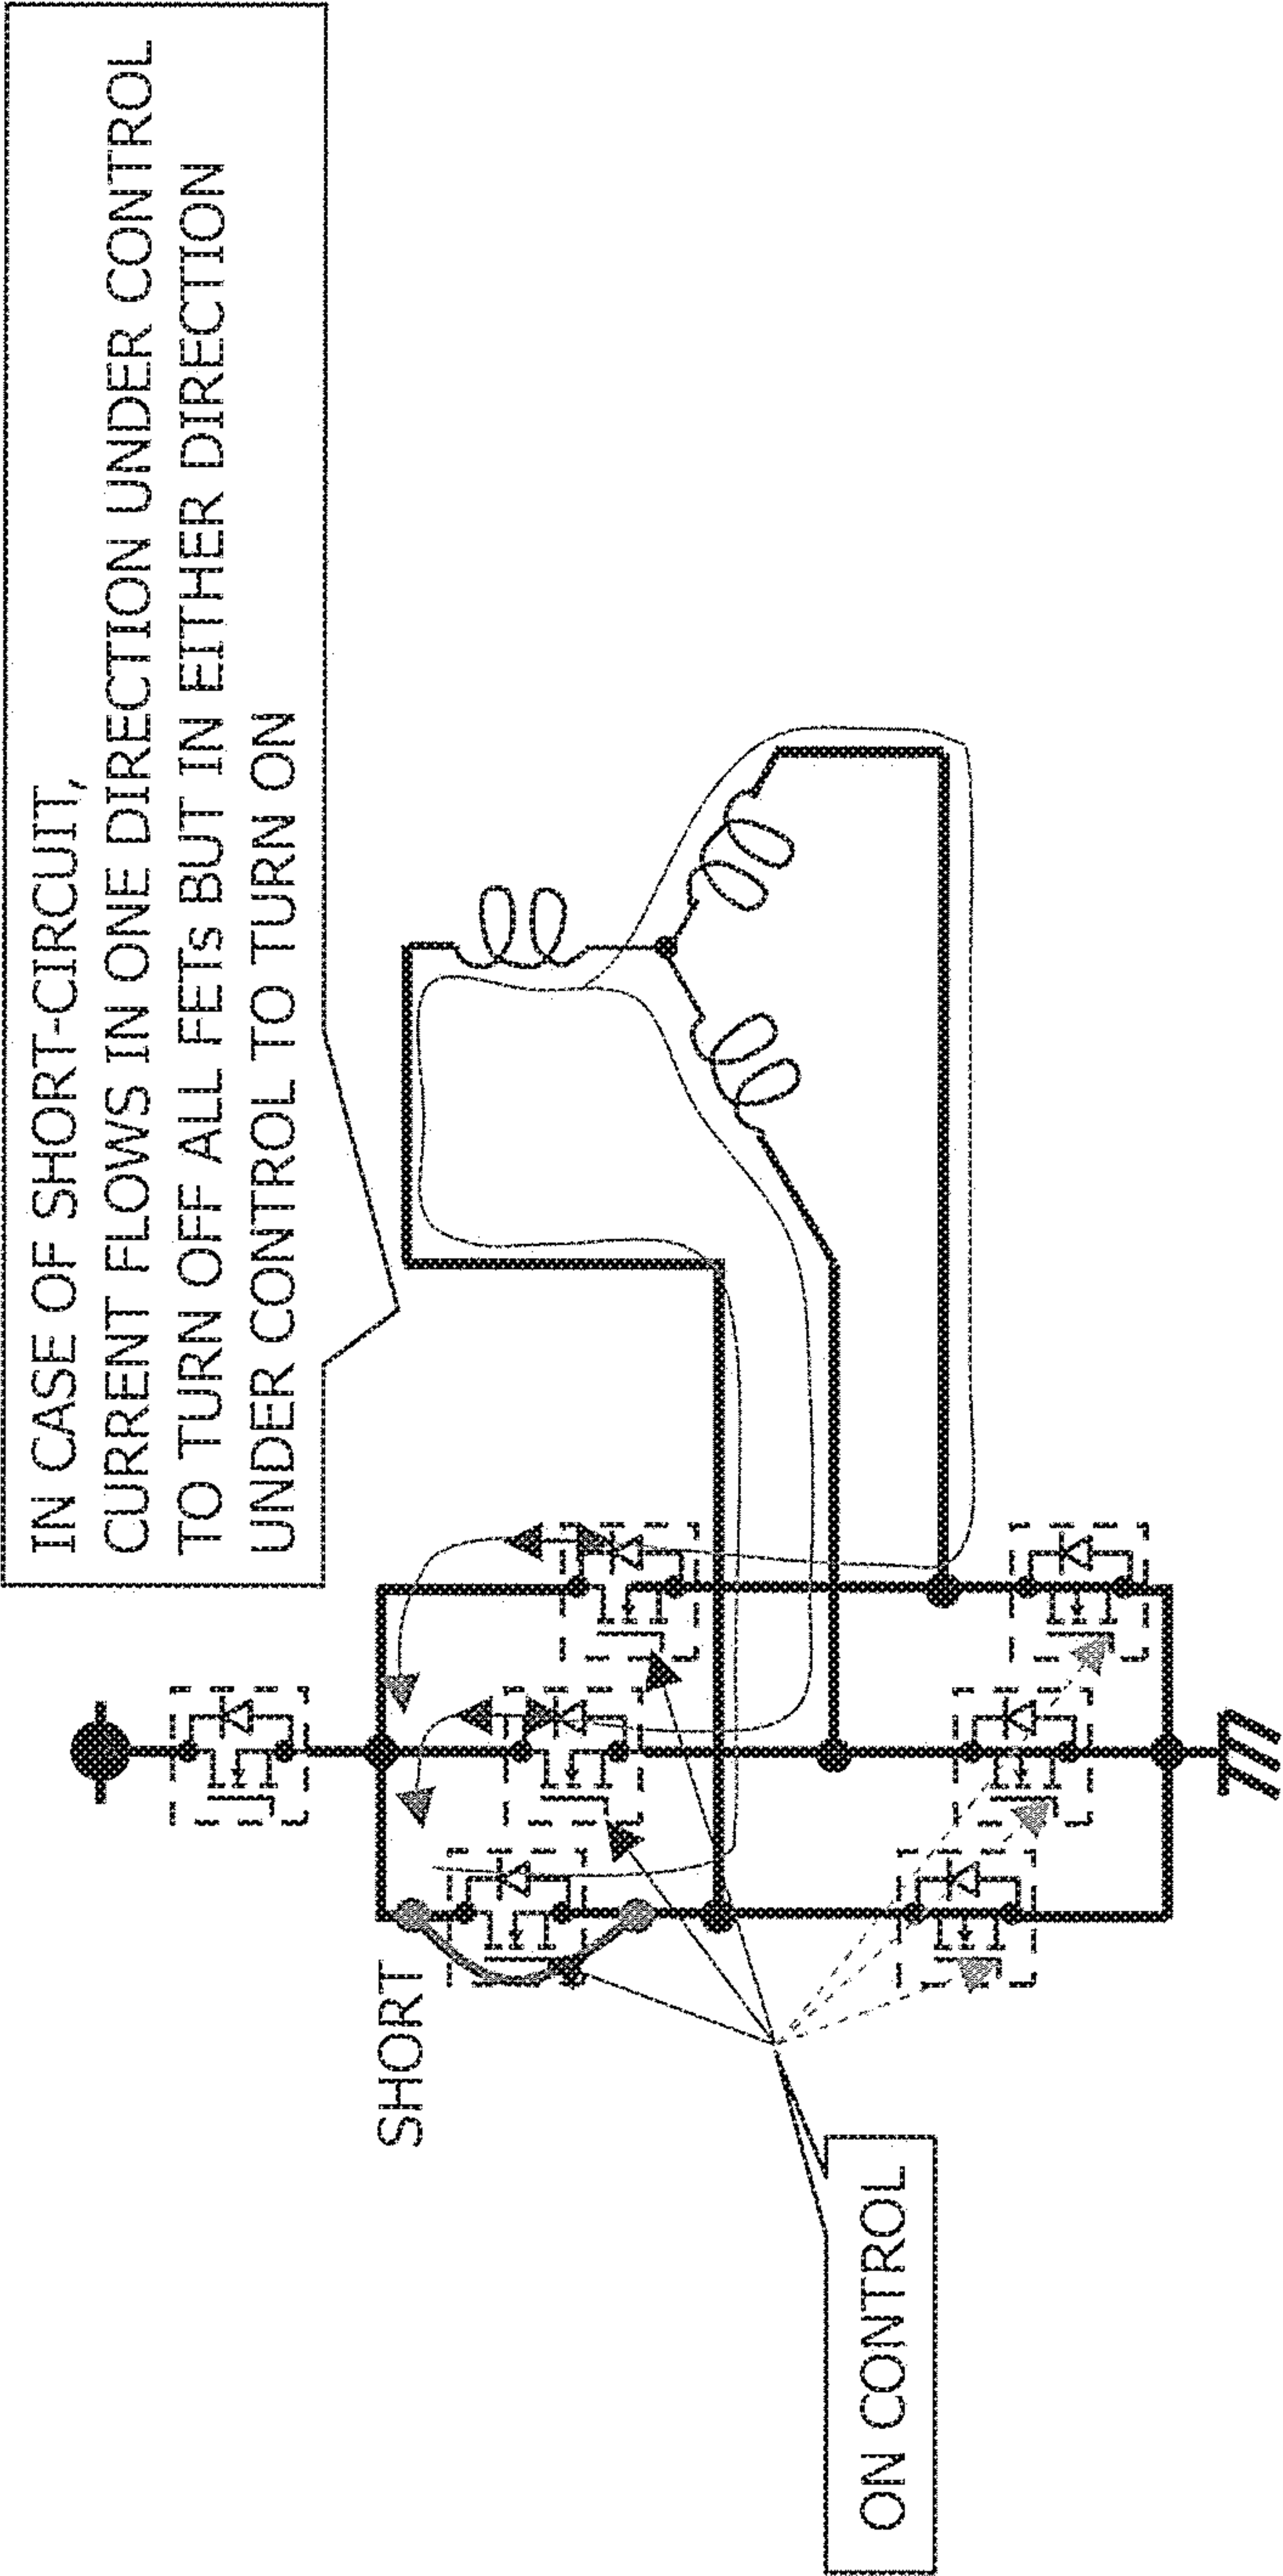 IN CASE OF SHORT-CIRCUIT,
CURRENT FLOWS IN ONE DIRECTION UNDER CONTROL
TO TURN OFF ALL FETs BUT IN EITHER DIRECTION
UNDER CONTROL TO TURN ON
SHORT
ON CONTROL